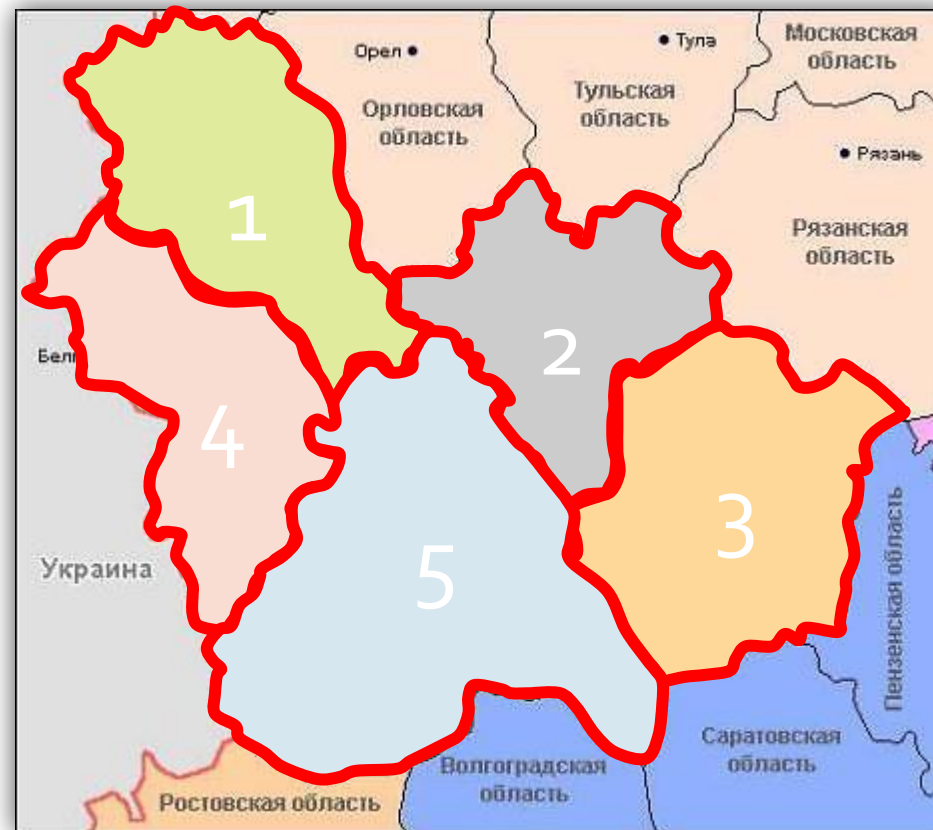 Орел
Тула
Московская
область
Орловская
область
Тульская
область
Рязань
Рязанская
область
1
2
4
3
5
Украина
Пензенская область
Саратовская
область
Волгоградская
область
Ростовская область